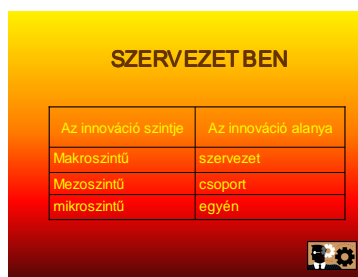 SZERVEZETBEN
Az innováció szintje Az innováció alanya
Makroszintű szervezet
Mezoszintű csoport
mikroszintű egyén